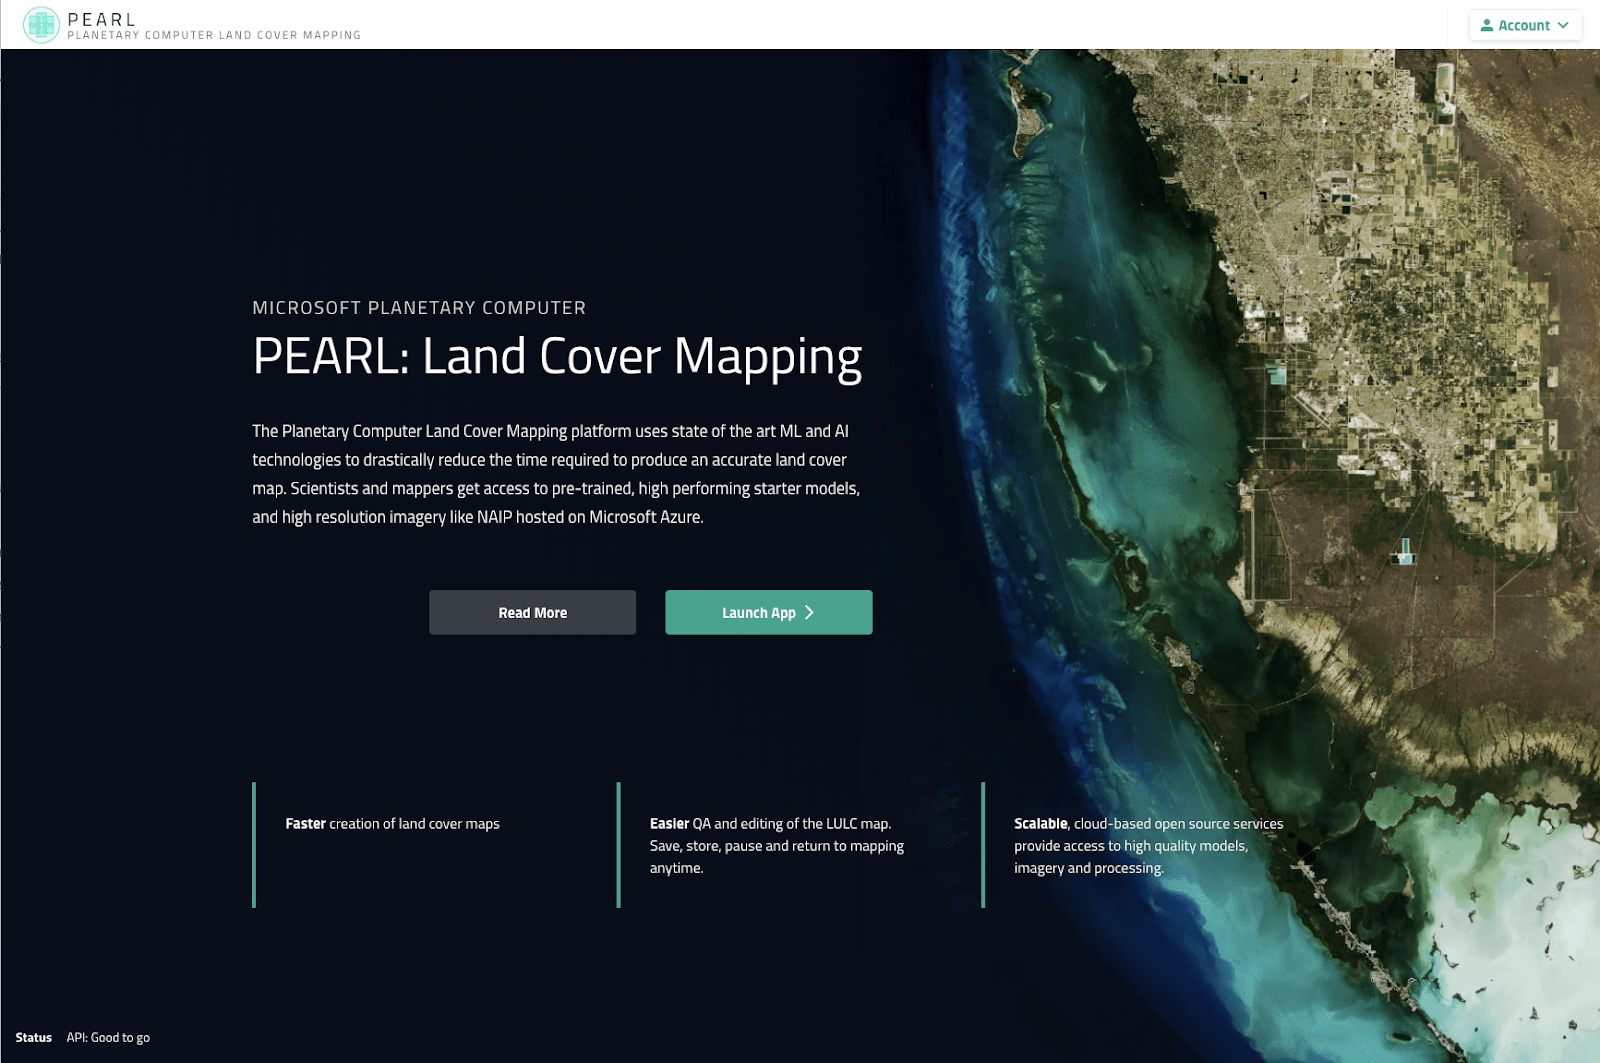 PEARL
PLANETARY COMPUTER LAND COVER MAPPING
Account
MICROSOFT PLANETARY COMPUTER
PEARL: Land Cover Mapping
The Planetary Computer Land Cover Mapping platform uses state of the art ML and AI
technologies to drastically reduce the time required to produce an accurate land cover
map. Scientists and mappers get access to pre-trained, high performing starter models,
and high resolution imagery like NAIP hosted on Microsoft Azure.
Read More
Launch App
Faster creation of land cover maps
Easier QA and editing of the LULC map.
Save, store, pause and return to mapping
anytime.
Scalable, cloud-based open source services
provide access to high quality models,
imagery and processing.
Status API: Good to go